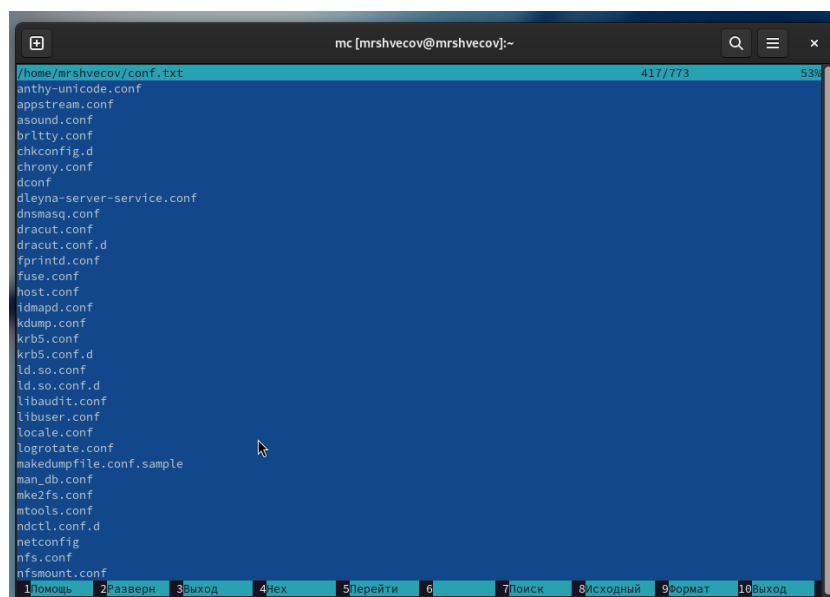 mc [mrshvecov@mrshvecov]:~
/home/mrshvecov/conf.txt 417/773 53%
anthy-unicode.conf
appstream.conf
asound.conf
brltty.conf
chkconfig.d
chrony.conf
dconf
dleyna-server-service.conf
dnsmasq.conf
dracut.conf
dracut.conf.d
fprintd.conf
fuse.conf
host.conf
idmapd.conf
kdump.conf
krb5.conf
krb5.conf.d
ld.so.conf
ld.so.conf.d
libaudit.conf
libuser.conf
locale.conf
logrotate.conf
makedumpfile.conf.sample
man_db.conf
mke2fs.conf
mtools.conf
ndctl.conf.d
netconfig
nfs.conf
nfsmount.conf
1Помощь 2Разверн 3Выход 4Hex 5Перейти 6 7Поиск 8Исходный 9Формат 10Выход